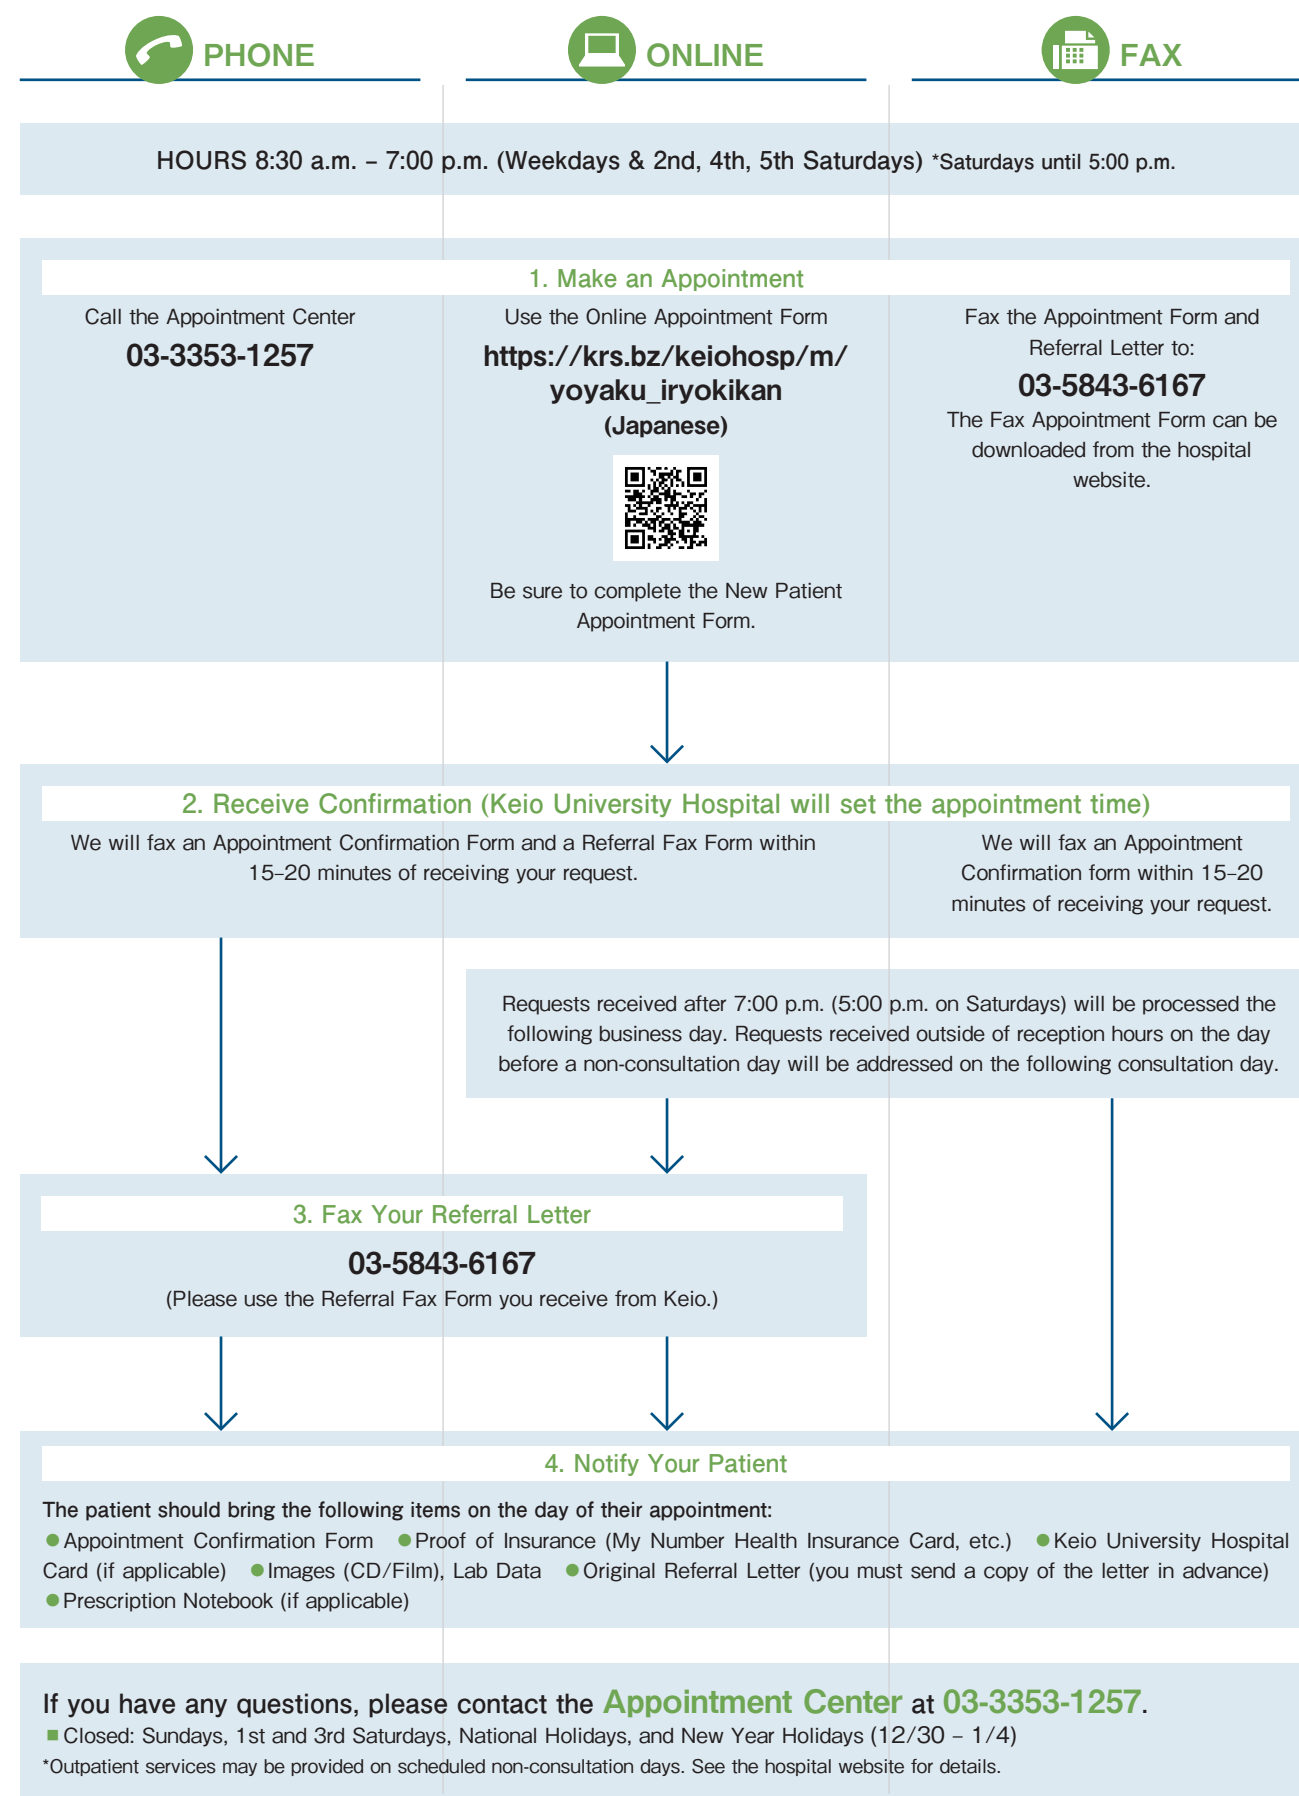 PHONE
ONLINE
FAX
HOURS 8:30 a.m. – 7:00 p.m. (Weekdays & 2nd, 4th, 5th Saturdays) *Saturdays until 5:00 p.m.
1. Make an Appointment
Call the Appointment Center
03-3353-1257
Use the Online Appointment Form
https://krs.bz/keiohosp/m/
yoyaku_iryokikan
(Japanese)
Be sure to complete the New Patient
Appointment Form.
Fax the Appointment Form and
Referral Letter to:
03-5843-6167
The Fax Appointment Form can be
downloaded from the hospital
website.
2. Receive Confirmation (Keio University Hospital will set the appointment time)
We will fax an Appointment Confirmation Form and a Referral Fax Form within
15–20 minutes of receiving your request.
We will fax an Appointment
Confirmation form within 15–20
minutes of receiving your request.
Requests received after 7:00 p.m. (5:00 p.m. on Saturdays) will be processed the
following business day. Requests received outside of reception hours on the day
before a non-consultation day will be addressed on the following consultation day.
3. Fax Your Referral Letter
03-5843-6167
(Please use the Referral Fax Form you receive from Keio.)
4. Notify Your Patient
The patient should bring the following items on the day of their appointment:
●Appointment Confirmation Form ●Proof of Insurance (My Number Health Insurance Card, etc.) ●Keio University Hospital
Card (if applicable) ●Images (CD/Film), Lab Data ●Original Referral Letter (you must send a copy of the letter in advance)
●Prescription Notebook (if applicable)
If you have any questions, please contact the Appointment Center at 03-3353-1257.
■Closed: Sundays, 1st and 3rd Saturdays, National Holidays, and New Year Holidays (12/30 – 1/4)
*Outpatient services may be provided on scheduled non-consultation days. See the hospital website for details.